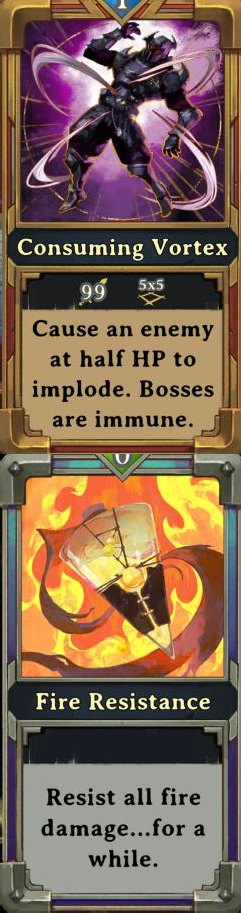 1
Consuming Vortex
99 5x5
Cause an enemy
at half HP to
implode. Bosses
are immune.
0
Fire Resistance
Resist all fire
damage...for a
while.